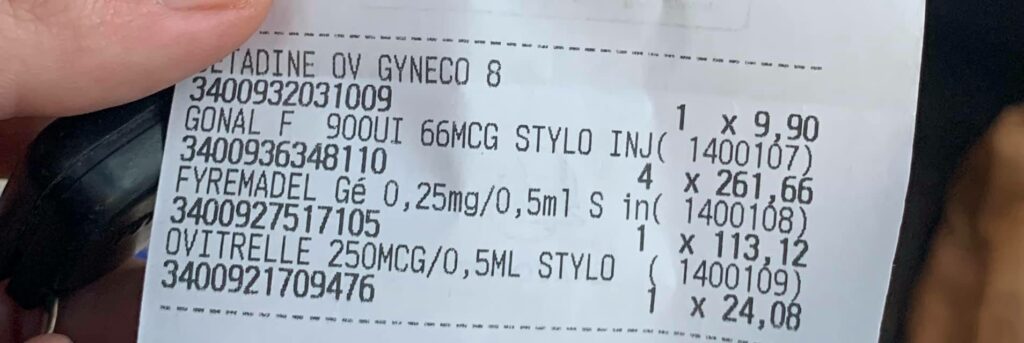 OV GYNECO 8
3400932031009 1 x 9,90
GONAL F 900UI 66MCG STYLO INJ( 1400107)
3400936348110 4 x 261,66
FYREMADEL Gé 0,25mg/0,5ml S in( 1400108)
3400927517105 1 x 113,12
OVITRELLE 250MCG/0,5ML STYLO ( 1400109)
3400921709476 1 x 24,08